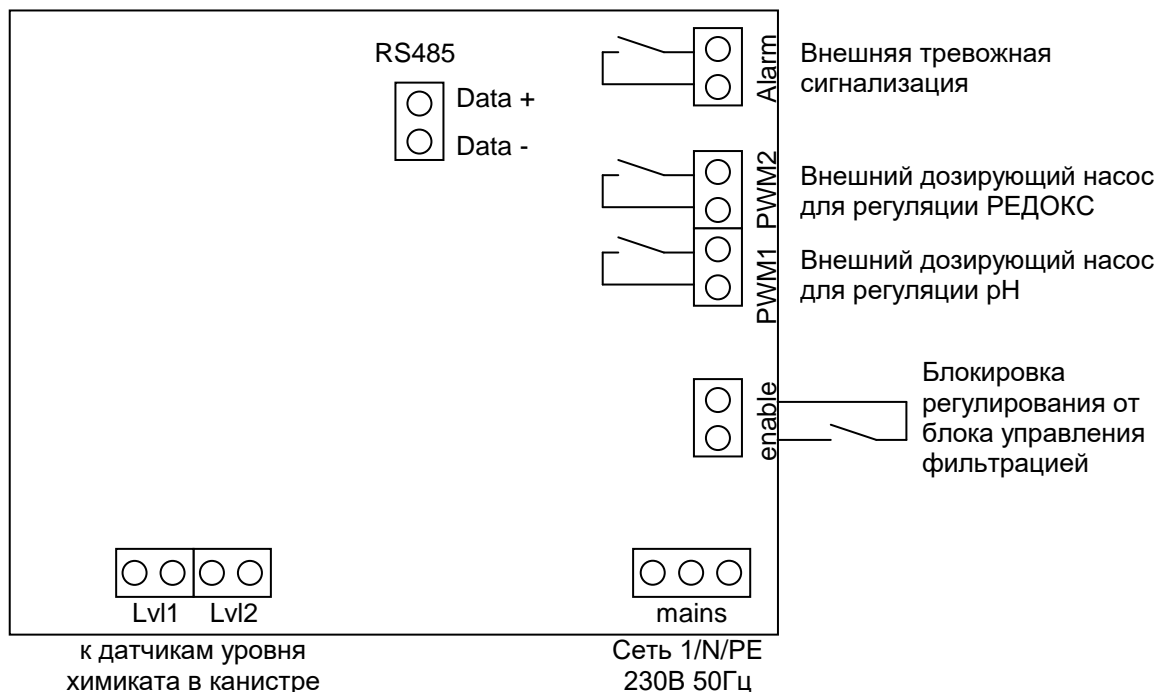 RS485
Data +
Data -
Alarm
Внешняя тревожная
сигнализация
PWM2
Внешний дозирующий насос
для регуляции РЕДОКС
PWM1
Внешний дозирующий насос
для регуляции pH
enable
Блокировка
регулирования от
блока управления
фильтрацией
Lvl1 Lvl2
к датчикам уровня
химиката в канистре
mains
Сеть 1/N/PE
230В 50Гц